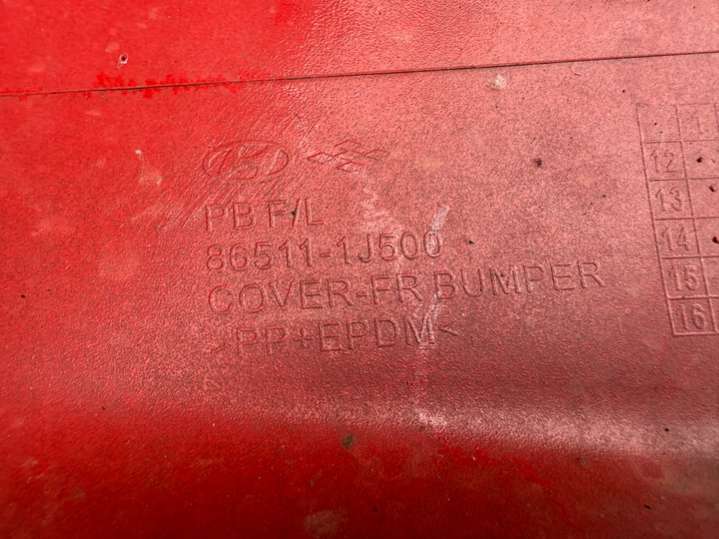 PB F/L
86511-1J500
COVER-FR BUMPER
>PP+EPDM<
12
13
14
15
16